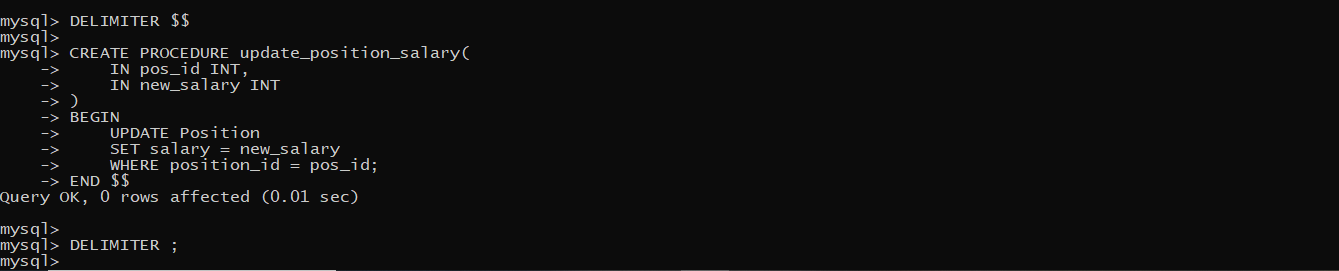 mysql> DELIMITER $$
mysql>
mysql> CREATE PROCEDURE update_position_salary(
    ->     IN pos_id INT,
    ->     IN new_salary INT
    -> )
    -> BEGIN
    ->     UPDATE Position
    ->     SET salary = new_salary
    ->     WHERE position_id = pos_id;
    -> END $$
Query OK, 0 rows affected (0.01 sec)

mysql>
mysql> DELIMITER ;
mysql>